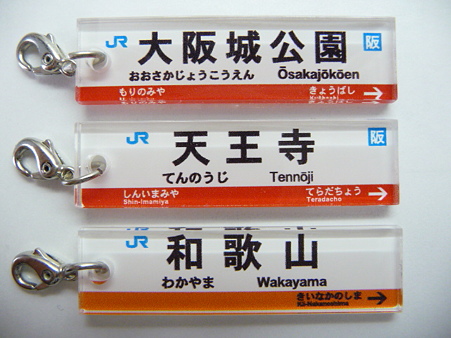 JR 大阪城公園 阪
おおさかじょうこうえん Ōsakajōkōen
もりのみや きょうばし
JR 天王寺 阪
てんのうじ Tennōji
しんいまみや てらだちょう
Shin-Imamiya Teradacho
JR 和歌山
わかやま Wakayama
きいなかのしま
Kii-Nakanoshima